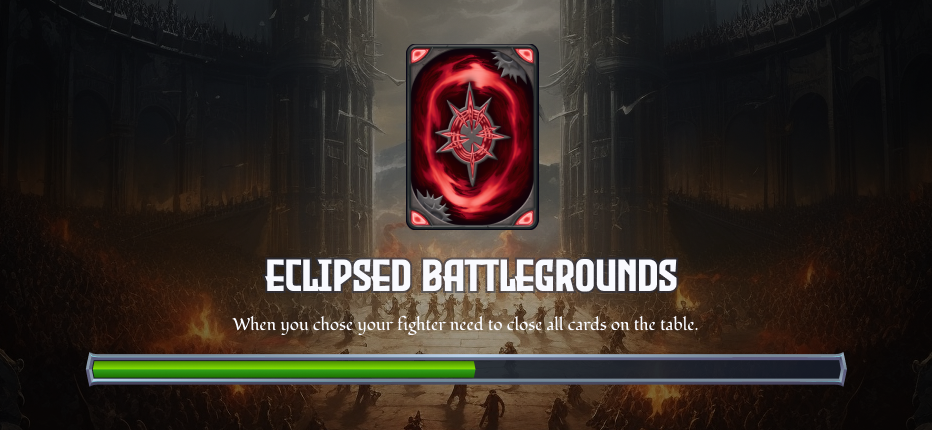 ECLIPSED BATTLEGROUNDS
When you chose your fighter need to close all cards on the table.